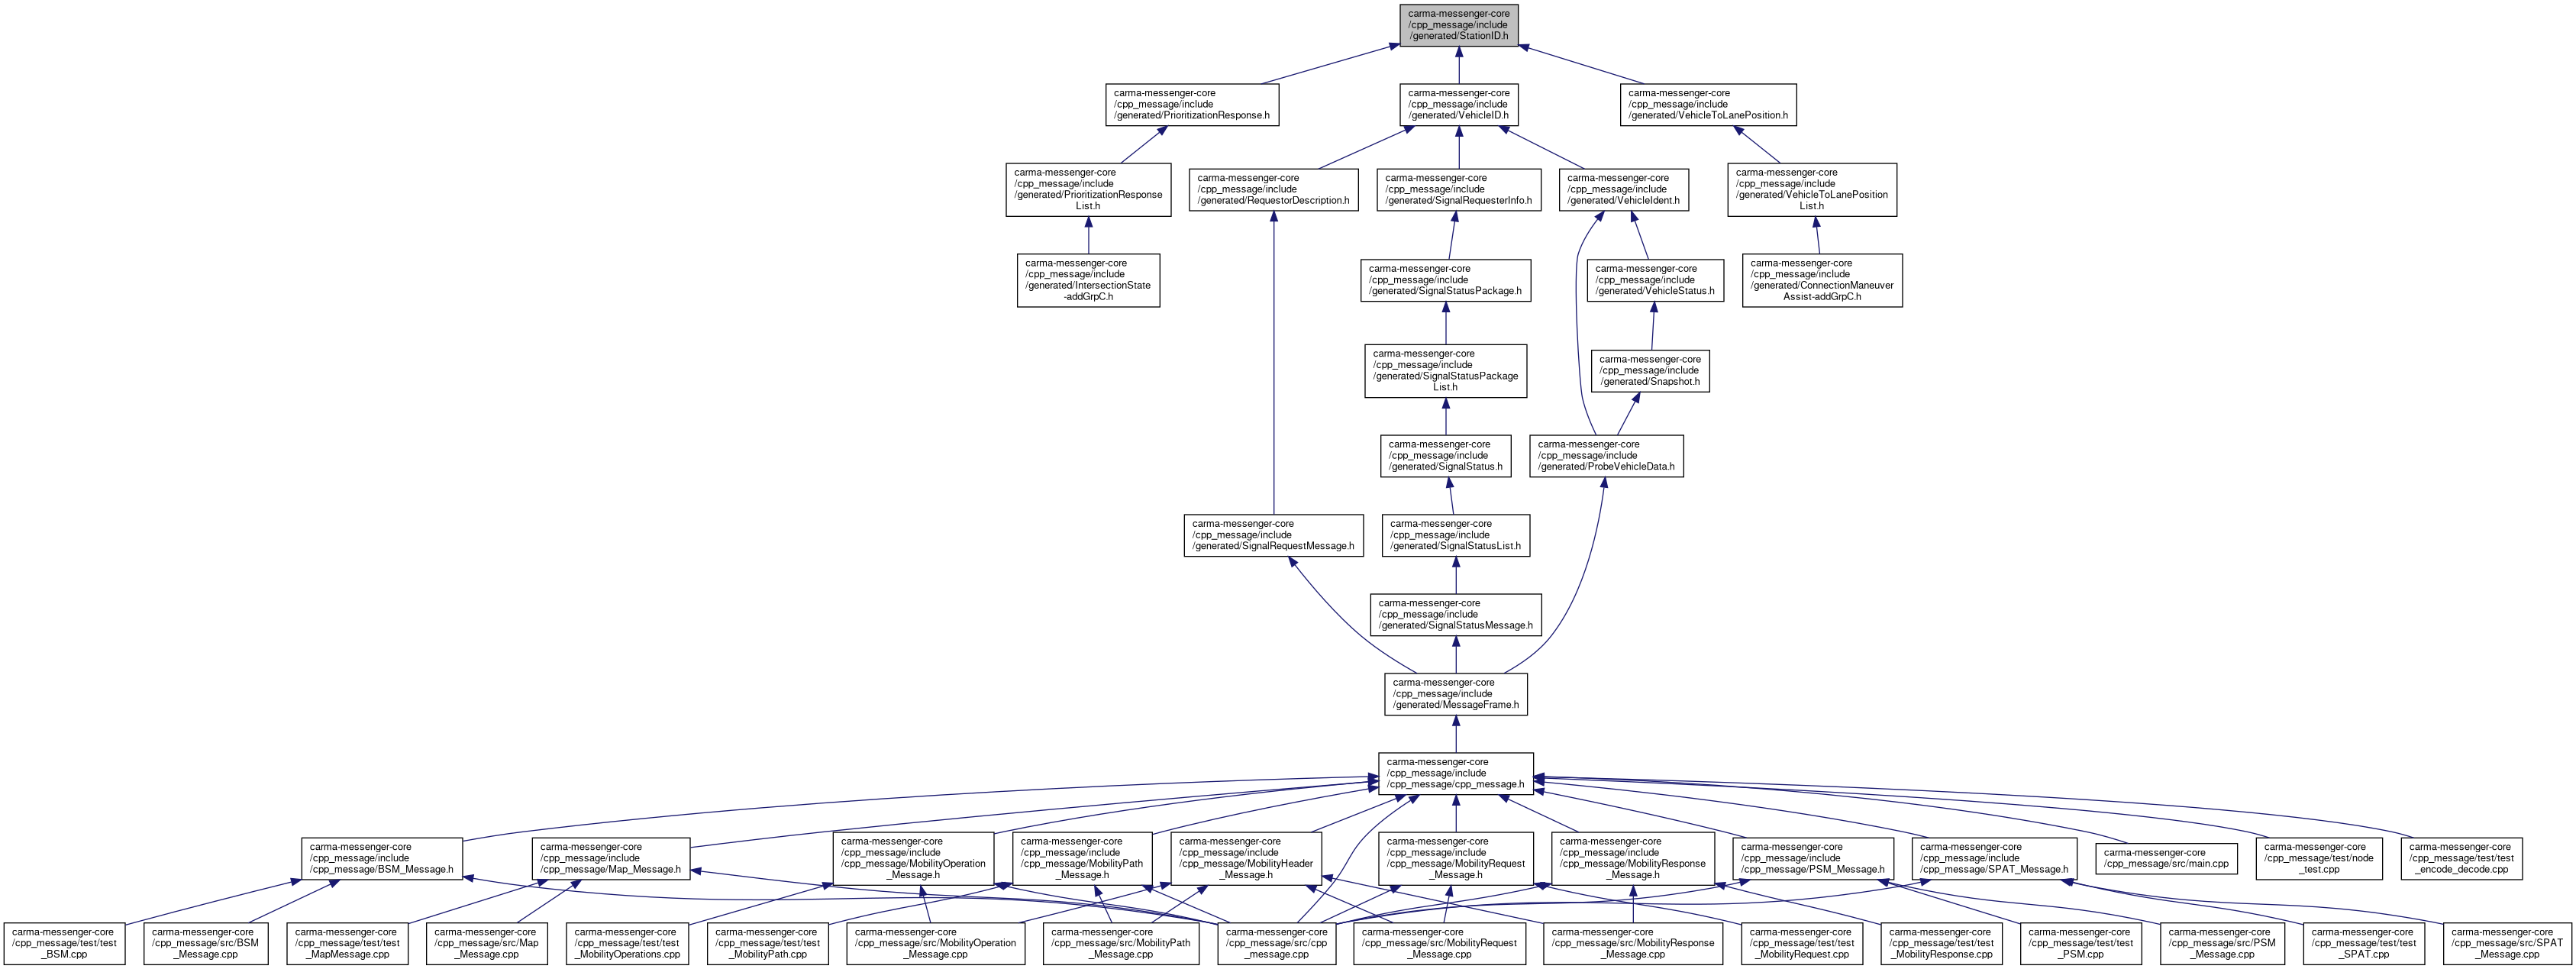 carma-messenger-core
/cpp_message/include
/generated/StationID.h
carma-messenger-core
/cpp_message/include
/generated/PrioritizationResponse.h
carma-messenger-core
/cpp_message/include
/generated/VehicleID.h
carma-messenger-core
/cpp_message/include
/generated/VehicleToLanePosition.h
carma-messenger-core
/cpp_message/include
/generated/PrioritizationResponse
List.h
carma-messenger-core
/cpp_message/include
/generated/RequestorDescription.h
carma-messenger-core
/cpp_message/include
/generated/SignalRequesterInfo.h
carma-messenger-core
/cpp_message/include
/generated/VehicleIdent.h
carma-messenger-core
/cpp_message/include
/generated/VehicleToLanePosition
List.h
carma-messenger-core
/cpp_message/include
/generated/IntersectionState
-addGrpC.h
carma-messenger-core
/cpp_message/include
/generated/SignalStatusPackage.h
carma-messenger-core
/cpp_message/include
/generated/VehicleStatus.h
carma-messenger-core
/cpp_message/include
/generated/ConnectionManeuver
Assist-addGrpC.h
carma-messenger-core
/cpp_message/include
/generated/SignalStatusPackage
List.h
carma-messenger-core
/cpp_message/include
/generated/Snapshot.h
carma-messenger-core
/cpp_message/include
/generated/SignalStatus.h
carma-messenger-core
/cpp_message/include
/generated/ProbeVehicleData.h
carma-messenger-core
/cpp_message/include
/generated/SignalRequestMessage.h
carma-messenger-core
/cpp_message/include
/generated/SignalStatusList.h
carma-messenger-core
/cpp_message/include
/generated/SignalStatusMessage.h
carma-messenger-core
/cpp_message/include
/generated/MessageFrame.h
carma-messenger-core
/cpp_message/include
/cpp_message/cpp_message.h
carma-messenger-core
/cpp_message/include
/cpp_message/BSM_Message.h
carma-messenger-core
/cpp_message/include
/cpp_message/Map_Message.h
carma-messenger-core
/cpp_message/include
/cpp_message/MobilityOperation
_Message.h
carma-messenger-core
/cpp_message/include
/cpp_message/MobilityPath
_Message.h
carma-messenger-core
/cpp_message/include
/cpp_message/MobilityHeader
_Message.h
carma-messenger-core
/cpp_message/include
/cpp_message/MobilityRequest
_Message.h
carma-messenger-core
/cpp_message/include
/cpp_message/MobilityResponse
_Message.h
carma-messenger-core
/cpp_message/include
/cpp_message/PSM_Message.h
carma-messenger-core
/cpp_message/include
/cpp_message/SPAT_Message.h
carma-messenger-core
/cpp_message/src/main.cpp
carma-messenger-core
/cpp_message/test/node
_test.cpp
carma-messenger-core
/cpp_message/test/test
_encode_decode.cpp
carma-messenger-core
/cpp_message/test/test
_BSM.cpp
carma-messenger-core
/cpp_message/src/BSM
_Message.cpp
carma-messenger-core
/cpp_message/test/test
_MapMessage.cpp
carma-messenger-core
/cpp_message/src/Map
_Message.cpp
carma-messenger-core
/cpp_message/test/test
_MobilityOperations.cpp
carma-messenger-core
/cpp_message/test/test
_MobilityPath.cpp
carma-messenger-core
/cpp_message/src/MobilityOperation
_Message.cpp
carma-messenger-core
/cpp_message/src/MobilityPath
_Message.cpp
carma-messenger-core
/cpp_message/src/cpp
_message.cpp
carma-messenger-core
/cpp_message/src/MobilityRequest
_Message.cpp
carma-messenger-core
/cpp_message/src/MobilityResponse
_Message.cpp
carma-messenger-core
/cpp_message/test/test
_MobilityRequest.cpp
carma-messenger-core
/cpp_message/test/test
_MobilityResponse.cpp
carma-messenger-core
/cpp_message/test/test
_PSM.cpp
carma-messenger-core
/cpp_message/src/PSM
_Message.cpp
carma-messenger-core
/cpp_message/test/test
_SPAT.cpp
carma-messenger-core
/cpp_message/src/SPAT
_Message.cpp